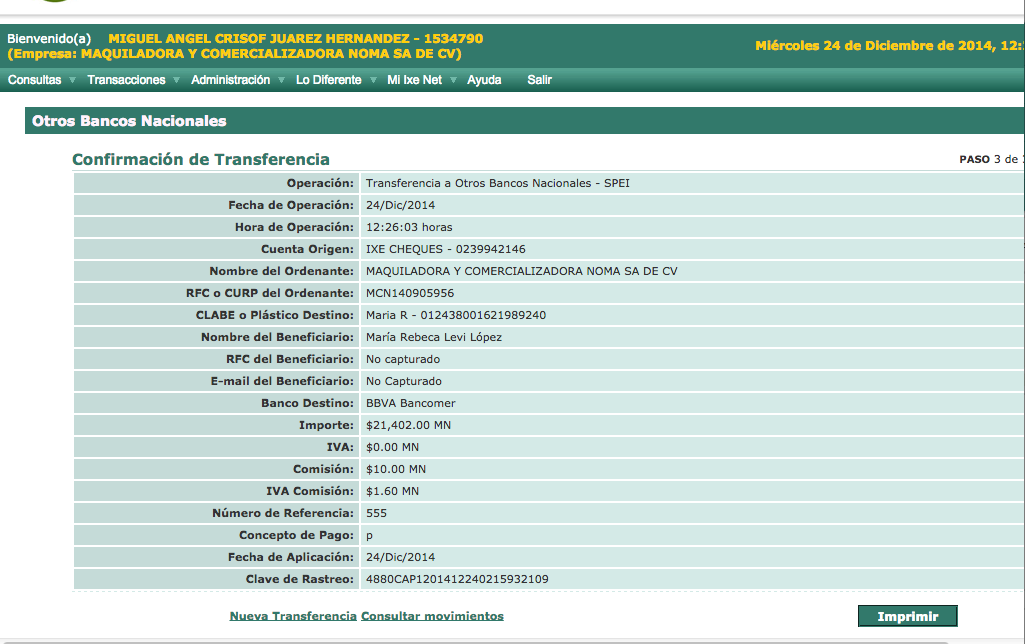 Bienvenido(a) MIGUEL ANGEL CRISOF JUAREZ HERNANDEZ - 1534790
(Empresa: MAQUILADORA Y COMERCIALIZADORA NOMA SA DE CV)
Miércoles 24 de Diciembre de 2014, 12:
Consultas Transacciones Administración Lo Diferente Mi Ixe Net Ayuda Salir
Otros Bancos Nacionales
Confirmación de Transferencia PASO 3 de
Operación: Transferencia a Otros Bancos Nacionales - SPEI
Fecha de Operación: 24/Dic/2014
Hora de Operación: 12:26:03 horas
Cuenta Origen: IXE CHEQUES - 0239942146
Nombre del Ordenante: MAQUILADORA Y COMERCIALIZADORA NOMA SA DE CV
RFC o CURP del Ordenante: MCN140905956
CLABE o Plástico Destino: Maria R - 012438001621989240
Nombre del Beneficiario: María Rebeca Levi López
RFC del Beneficiario: No capturado
E-mail del Beneficiario: No Capturado
Banco Destino: BBVA Bancomer
Importe: $21,402.00 MN
IVA: $0.00 MN
Comisión: $10.00 MN
IVA Comisión: $1.60 MN
Número de Referencia: 555
Concepto de Pago: p
Fecha de Aplicación: 24/Dic/2014
Clave de Rastreo: 4880CAP1201412240215932109
Nueva Transferencia Consultar movimientos Imprimir